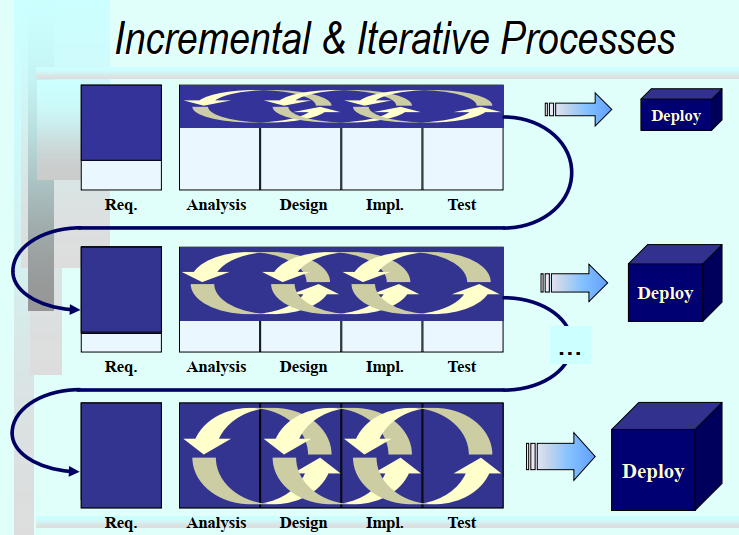 Incremental & Iterative Processes
Deploy
Req. Analysis Design Impl. Test
Deploy
Req. Analysis Design Impl. Test
...
Deploy
Req. Analysis Design Impl. Test